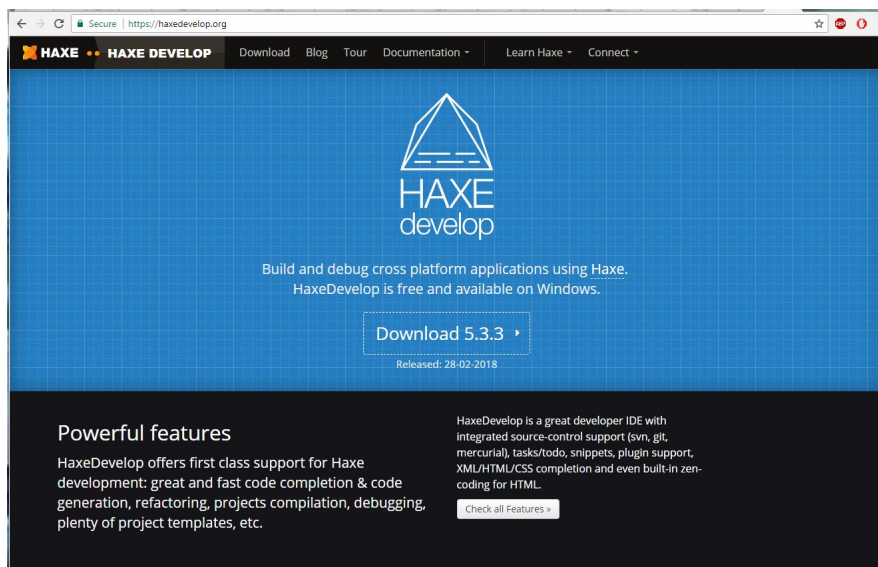 Secure | https://haxedevelop.org
ABP
HAXE HAXE DEVELOP Download Blog Tour Documentation Learn Haxe Connect
HAXE
develop
Build and debug cross platform applications using Haxe.
HaxeDevelop is free and available on Windows.
Download 5.3.3
Released: 28-02-2018
Powerful features
HaxeDevelop offers first class support for Haxe
development: great and fast code completion & code
generation, refactoring, projects compilation, debugging,
plenty of project templates, etc.
HaxeDevelop is a great developer IDE with
integrated source-control support (svn, git,
mercurial), tasks/todo, snippets, plugin support,
XML/HTML/CSS completion and even built-in zen-
coding for HTML.
Check all Features »